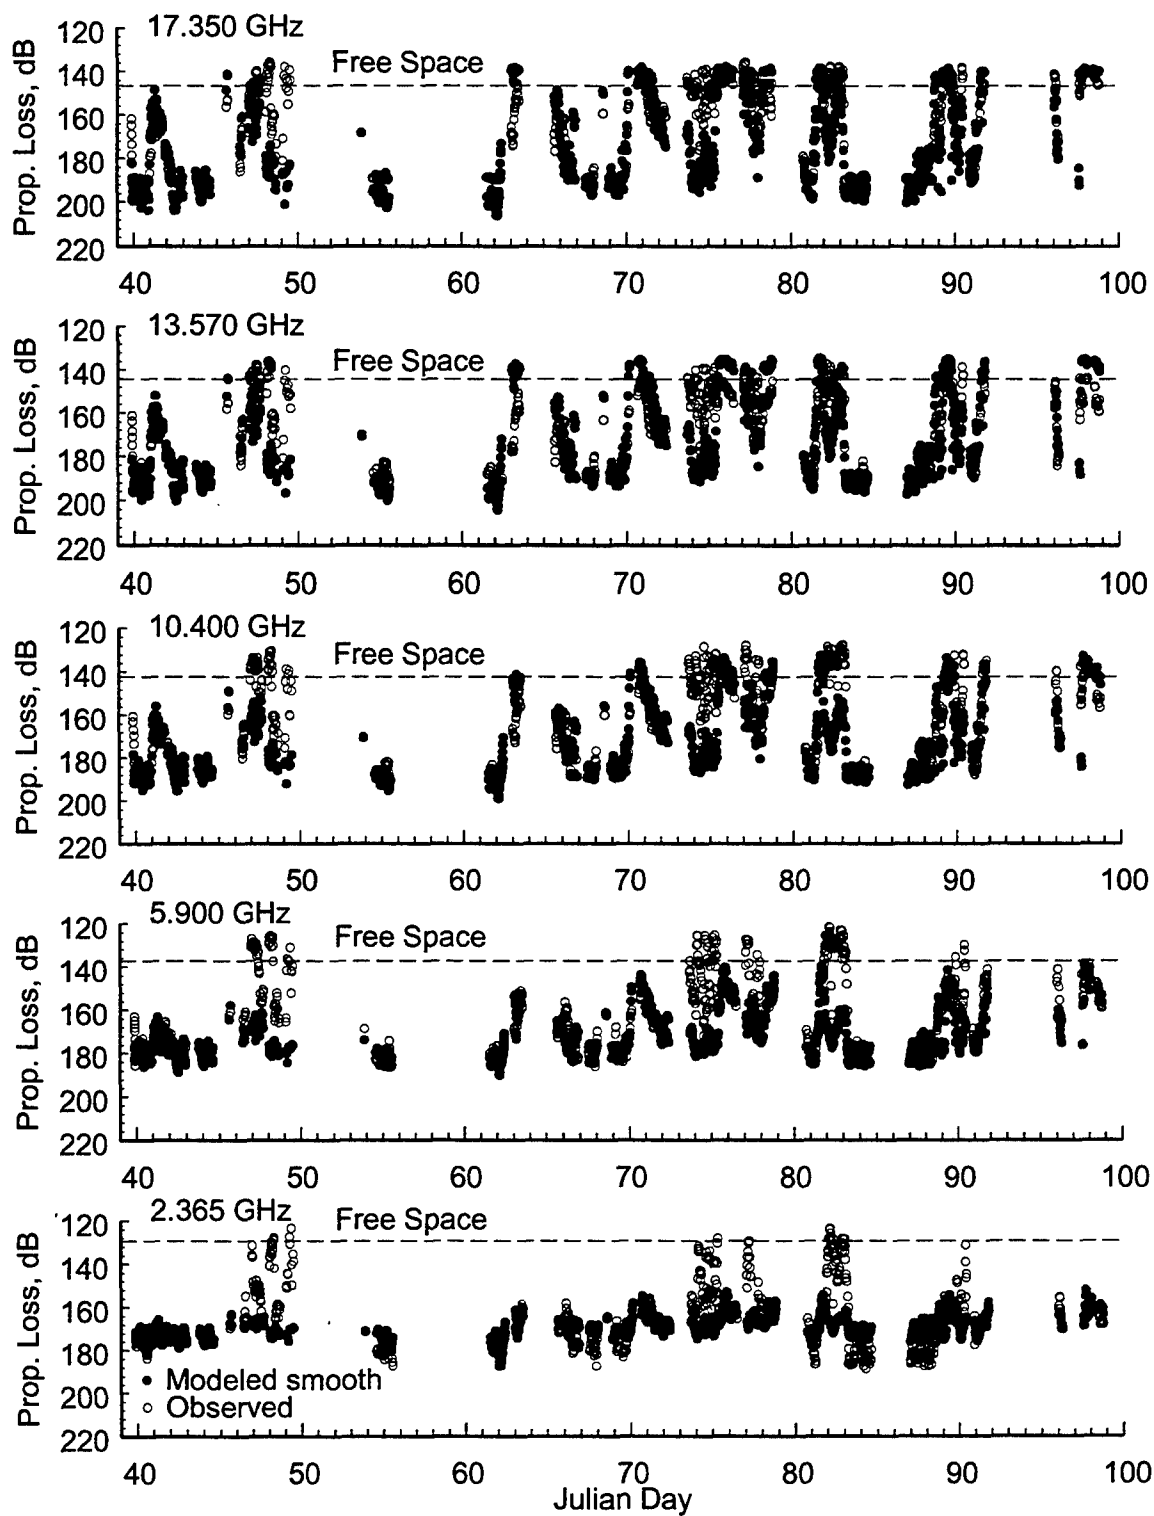 17.350 GHz
Free Space
Prop. Loss, dB
120
140
160
180
200
220
40 50 60 70 80 90 100
13.570 GHz
Free Space
Prop. Loss, dB
120
140
160
180
200
220
40 50 60 70 80 90 100
10.400 GHz
Free Space
Prop. Loss, dB
120
140
160
180
200
220
40 50 60 70 80 90 100
5.900 GHz
Free Space
Prop. Loss, dB
120
140
160
180
200
220
40 50 60 70 80 90 100
2.365 GHz
Free Space
Prop. Loss, dB
120
140
160
180
200
220
Modeled smooth
Observed
40 50 60 70 80 90 100
Julian Day